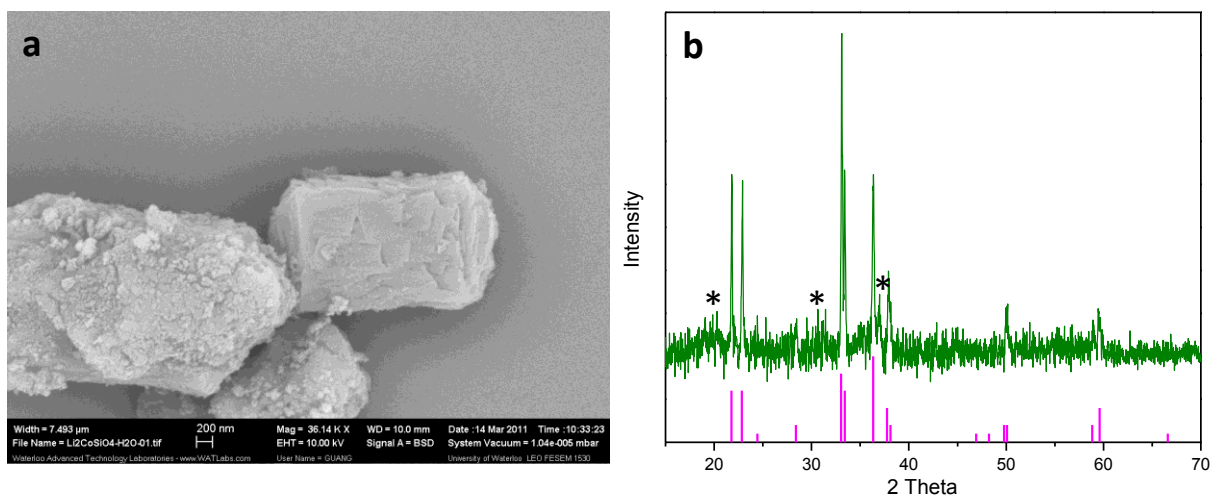 a
200 nm
Width = 7.493 µm
Mag = 36.14 K X
WD = 10.0 mm
Date :14 Mar 2011 Time :10:33:23
File Name = Li2CoSiO4-H2O-01.tif
EHT = 10.00 kV
Signal A = BSD
System Vacuum = 1.04e-005 mbar
Waterloo Advanced Technology Laboratories - www.WATLabs.com
User Name = GUANG
University of Waterloo LEO FESEM 1530
b
Intensity
* * *
20 30 40 50 60 70
2 Theta